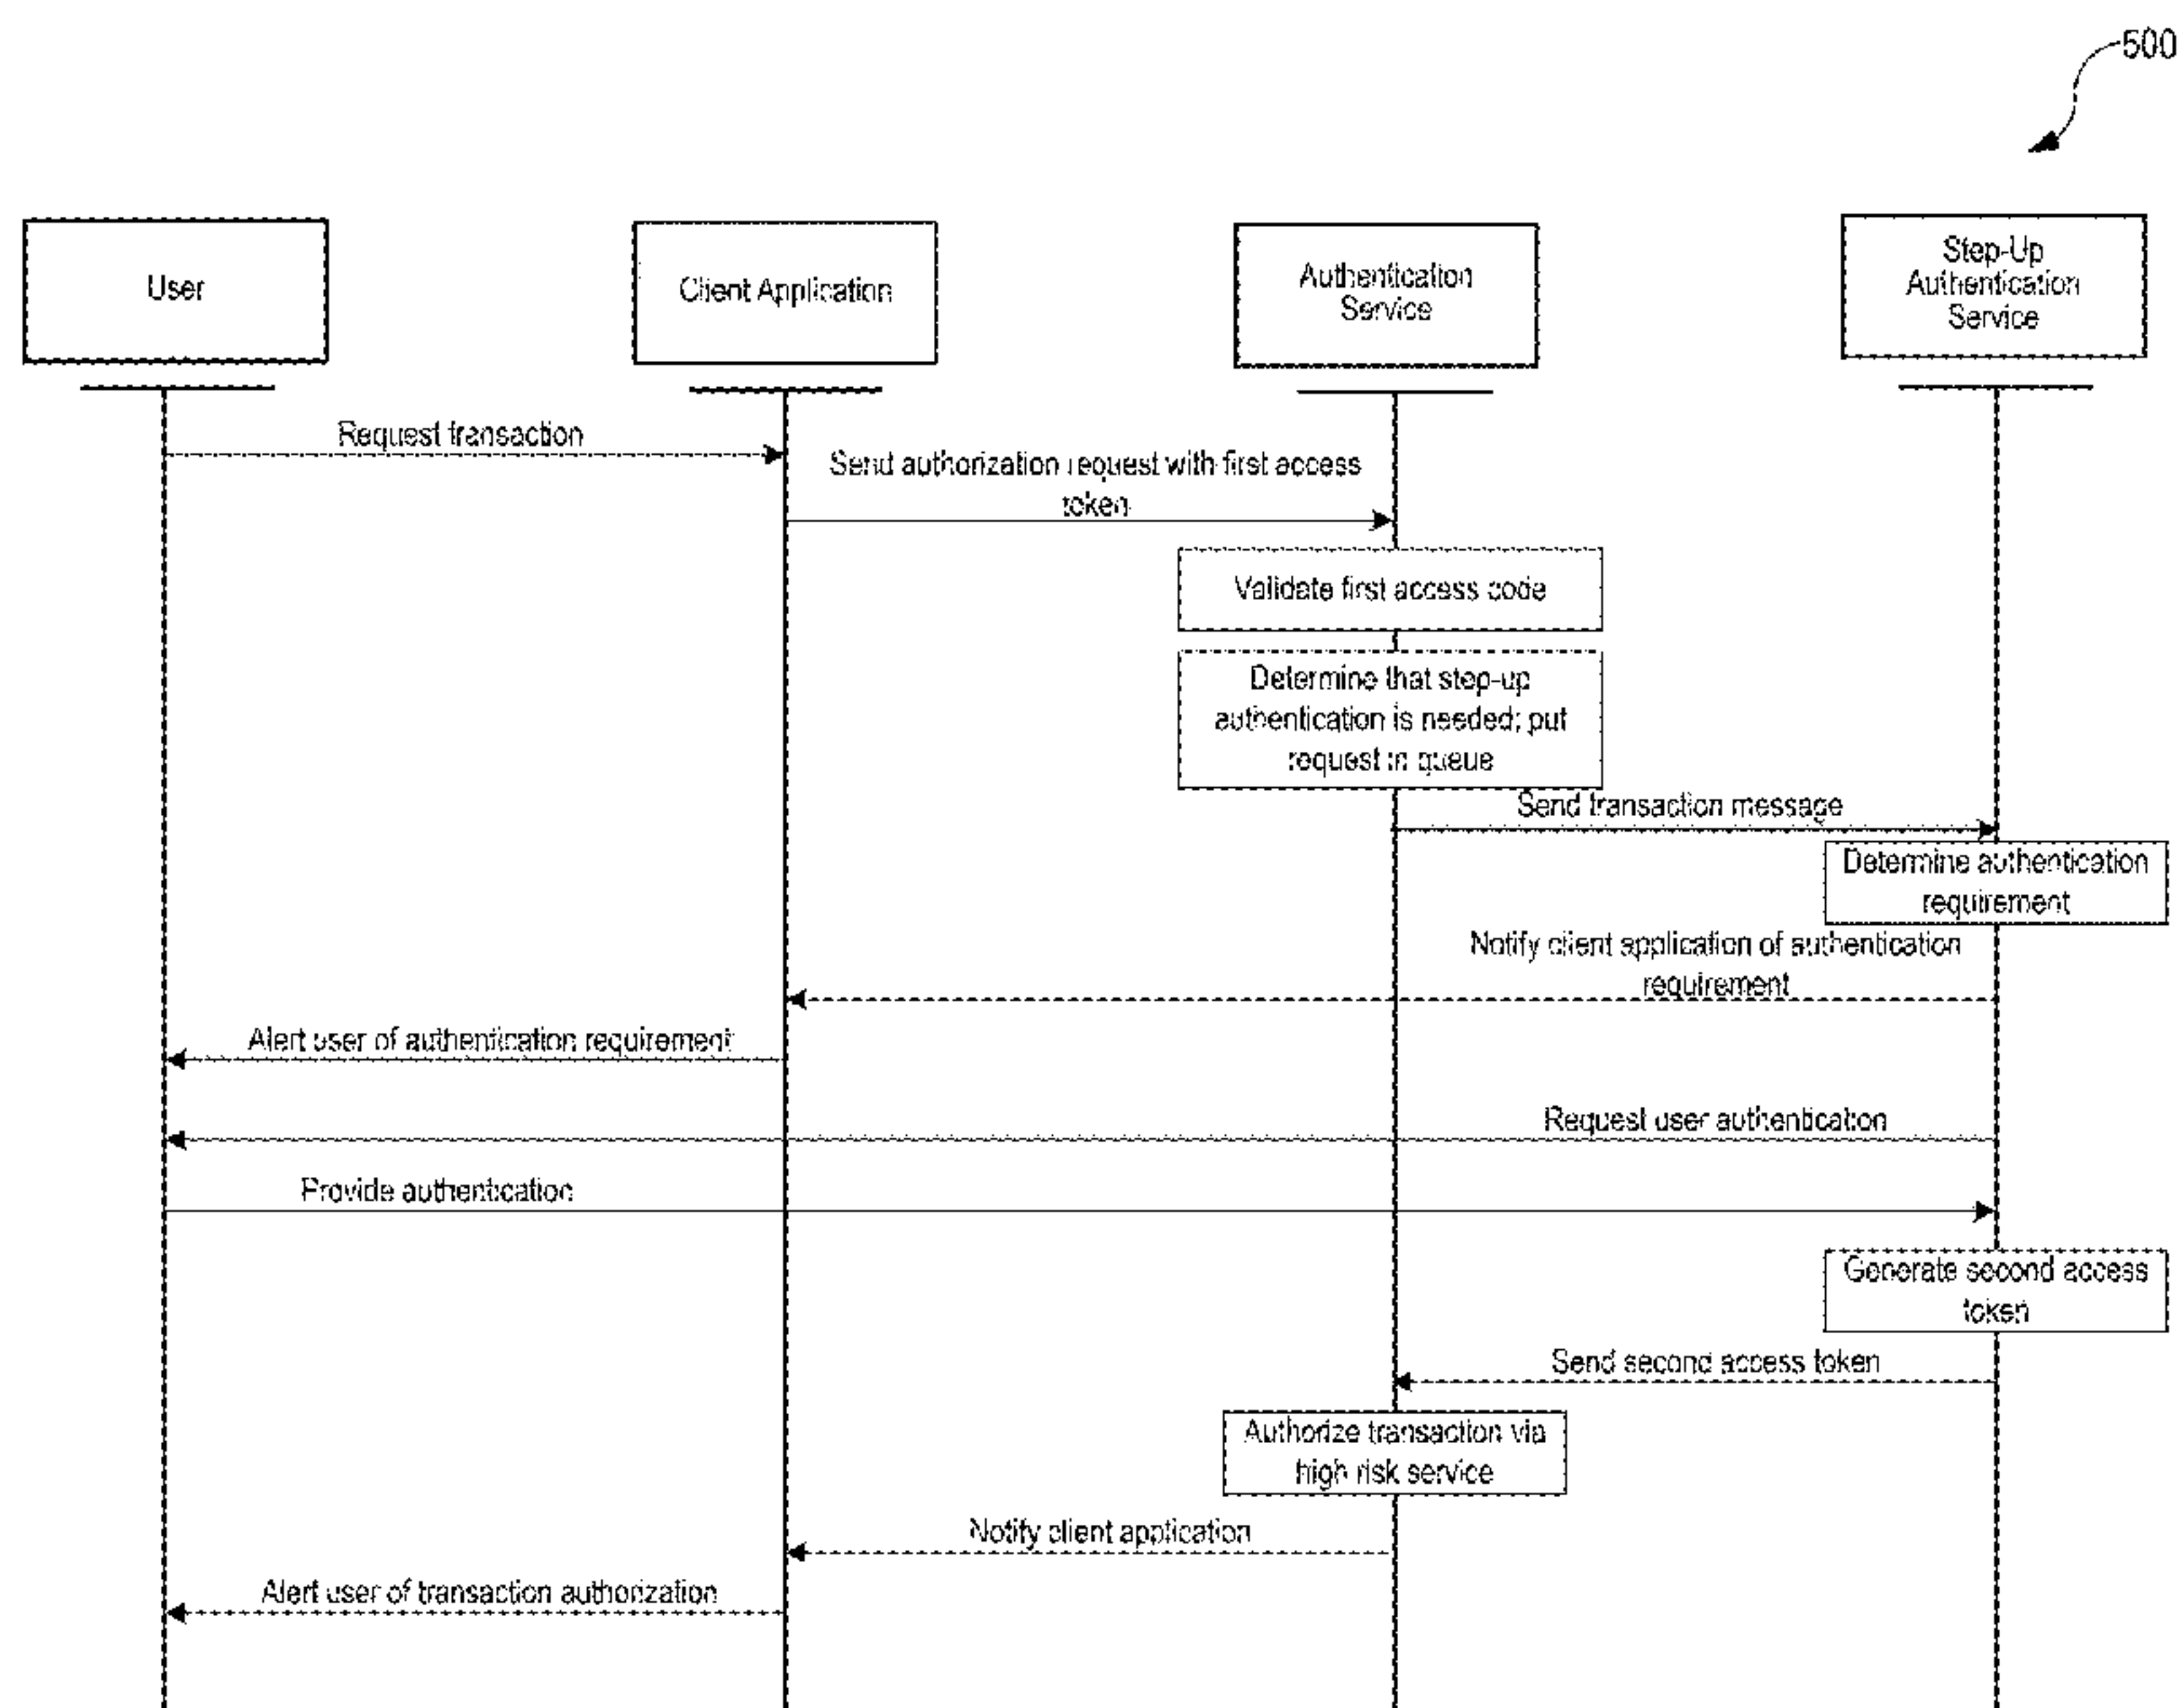 500
User
Client Application
Authentication
Service
Step-Up
Authentication
Service
Request transaction
Send authorization request with first access
token
Validate first access code
Determine that step-up
authentication is needed; put
request in queue
Send transaction message
Determine authentication
requirement
Notify client application of authentication
requirement
Alert user of authentication requirement
Request user authentication
Provide authentication
Generate second access
token
Send second access token
Authorize transaction via
high risk service
Notify client application
Alert user of transaction authorization